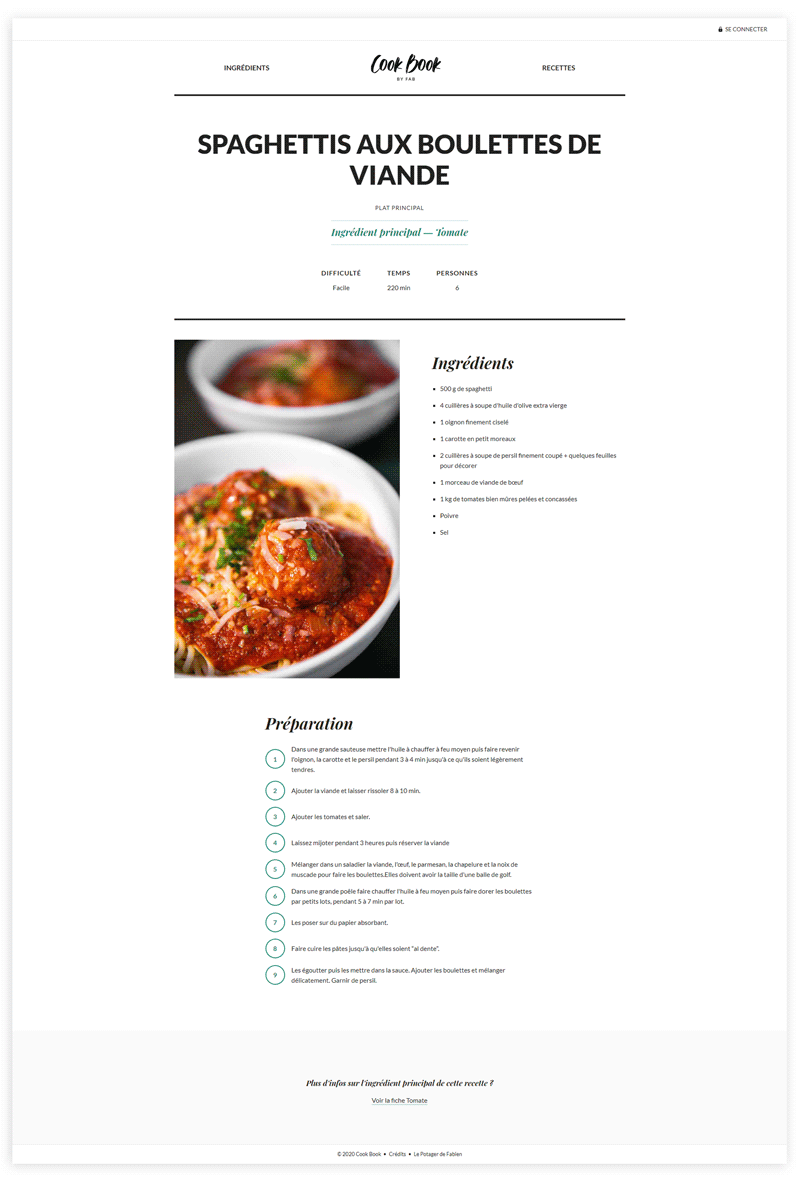 SE CONNECTER
INGRÉDIENTS
Cook Book
BY FAB
RECETTES
SPAGHETTIS AUX BOULETTES DE
VIANDE
PLAT PRINCIPAL
Ingrédient principal — Tomate
DIFFICULTÉ TEMPS PERSONNES
Facile 220 min 6
Ingrédients
500 g de spaghetti
4 cuillères à soupe d'huile d'olive extra vierge
1 oignon finement ciselé
1 carotte en petit moreaux
2 cuillères à soupe de persil finement coupé + quelques feuilles
pour décorer
1 morceau de viande de bœuf
1 kg de tomates bien mûres pelées et concassées
Poivre
Sel
Préparation
1 Dans une grande sauteuse mettre l'huile à chauffer à feu moyen puis faire revenir
l'oignon, la carotte et le persil pendant 3 à 4 min jusqu'à ce qu'ils soient légèrement
tendres.
2 Ajouter la viande et laisser rissoler 8 à 10 min.
3 Ajouter les tomates et saler.
4 Laissez mijoter pendant 3 heures puis réserver la viande
5 Mélanger dans un saladier la viande, l'œuf, le parmesan, la chapelure et la noix de
muscade pour faire les boulettes.Elles doivent avoir la taille d'une balle de golf.
6 Dans une grande poêle faire chauffer l'huile à feu moyen puis faire dorer les boulettes
par petits lots, pendant 5 à 7 min par lot.
7 Les poser sur du papier absorbant.
8 Faire cuire les pâtes jusqu'à qu'elles soient "al dente".
9 Les égoutter puis les mettre dans la sauce. Ajouter les boulettes et mélanger
délicatement. Garnir de persil.
Plus d'infos sur l'ingrédient principal de cette recette ?
Voir la fiche Tomate
© 2020 Cook Book • Crédits • Le Potager de Fabien